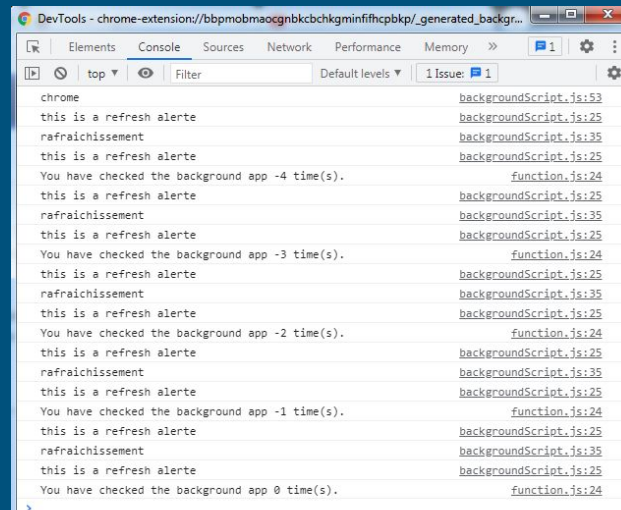 DevTools - chrome-extension://bbpmobmaocgnbkcbchkgminfifhcpbkp/_generated_backgr...
Elements Console Sources Network Performance Memory » 1
top ▼ Filter Default levels ▼ 1 Issue: 1
chrome backgroundScript.js:53
this is a refresh alerte backgroundScript.js:25
rafraichissement backgroundScript.js:35
this is a refresh alerte backgroundScript.js:25
You have checked the background app -4 time(s). function.js:24
this is a refresh alerte backgroundScript.js:25
rafraichissement backgroundScript.js:35
this is a refresh alerte backgroundScript.js:25
You have checked the background app -3 time(s). function.js:24
this is a refresh alerte backgroundScript.js:25
rafraichissement backgroundScript.js:35
this is a refresh alerte backgroundScript.js:25
You have checked the background app -2 time(s). function.js:24
this is a refresh alerte backgroundScript.js:25
rafraichissement backgroundScript.js:35
this is a refresh alerte backgroundScript.js:25
You have checked the background app -1 time(s). function.js:24
this is a refresh alerte backgroundScript.js:25
rafraichissement backgroundScript.js:35
this is a refresh alerte backgroundScript.js:25
You have checked the background app 0 time(s). function.js:24